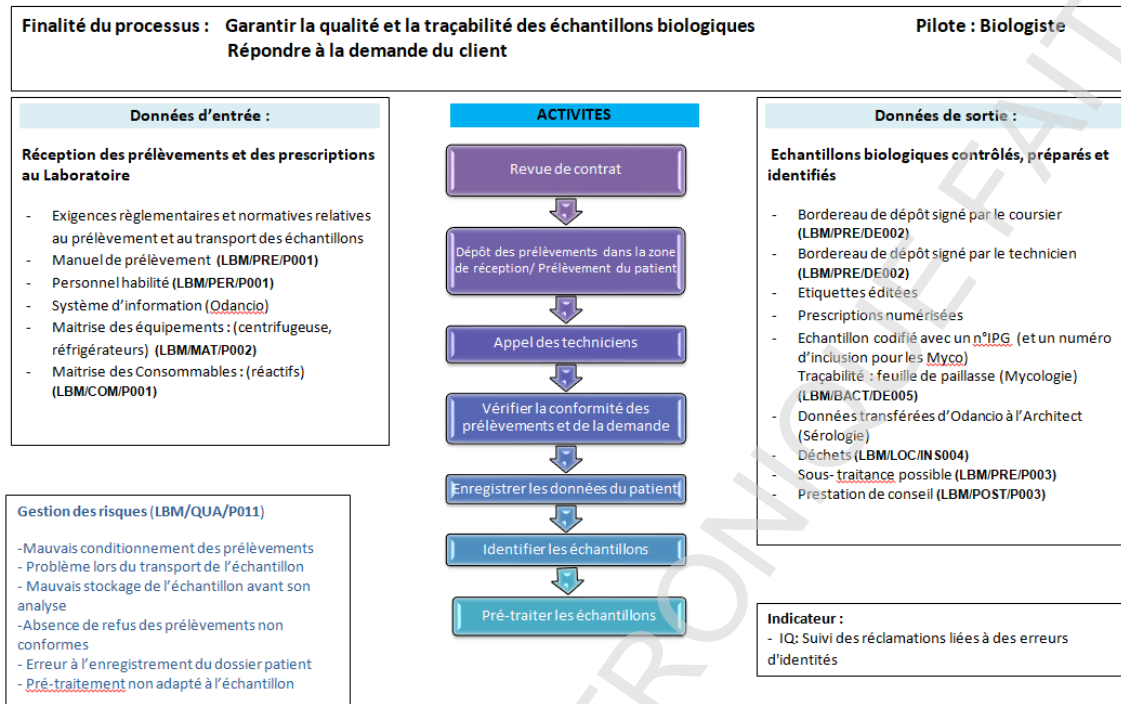 Finalité du processus : Garantir la qualité et la traçabilité des échantillons biologiques
Pilote : Biologiste
Répondre à la demande du client
Données d'entrée :
Réception des prélèvements et des prescriptions
au Laboratoire
- Exigences règlementaires et normatives relatives
au prélèvement et au transport des échantillons
- Manuel de prélèvement (LBM/PRE/P001)
- Personnel habilité (LBM/PER/P001)
- Système d'information (Odancio)
- Maitrise des équipements : (centrifugeuse,
réfrigérateurs) (LBM/MAT/P002)
- Maitrise des Consommables : (réactifs)
(LBM/COM/P001)
Gestion des risques (LBM/QUA/P011)
-Mauvais conditionnement des prélèvements
- Problème lors du transport de l'échantillon
- Mauvais stockage de l'échantillon avant son
analyse
-Absence de refus des prélèvements non
conformes
- Erreur à l'enregistrement du dossier patient
- Pré-traitement non adapté à l'échantillon
ACTIVITES
Revue de contrat
Dépôt des prélèvements dans la zone
de réception/ Prélèvement du patient
Appel des techniciens
Vérifier la conformité des
prélèvements et de la demande
Enregistrer les données du patient
Identifier les échantillons
Pré-traiter les échantillons
Données de sortie :
Echantillons biologiques contrôlés, préparés et
identifiés
- Bordereau de dépôt signé par le coursier
(LBM/PRE/DE002)
- Bordereau de dépôt signé par le technicien
(LBM/PRE/DE002)
- Etiquettes éditées
- Prescriptions numérisées
- Echantillon codifié avec un n°IPG (et un numéro
d'inclusion pour les Myco)
Traçabilité : feuille de paillasse (Mycologie)
(LBM/BACT/DE005)
- Données transférées d'Odancio à l'Architect
(Sérologie)
- Déchets (LBM/LOC/INS004)
- Sous- traitance possible (LBM/PRE/P003)
- Prestation de conseil (LBM/POST/P003)
Indicateur :
- IQ: Suivi des réclamations liées à des erreurs
d'identités
TRONIQUE FAIT